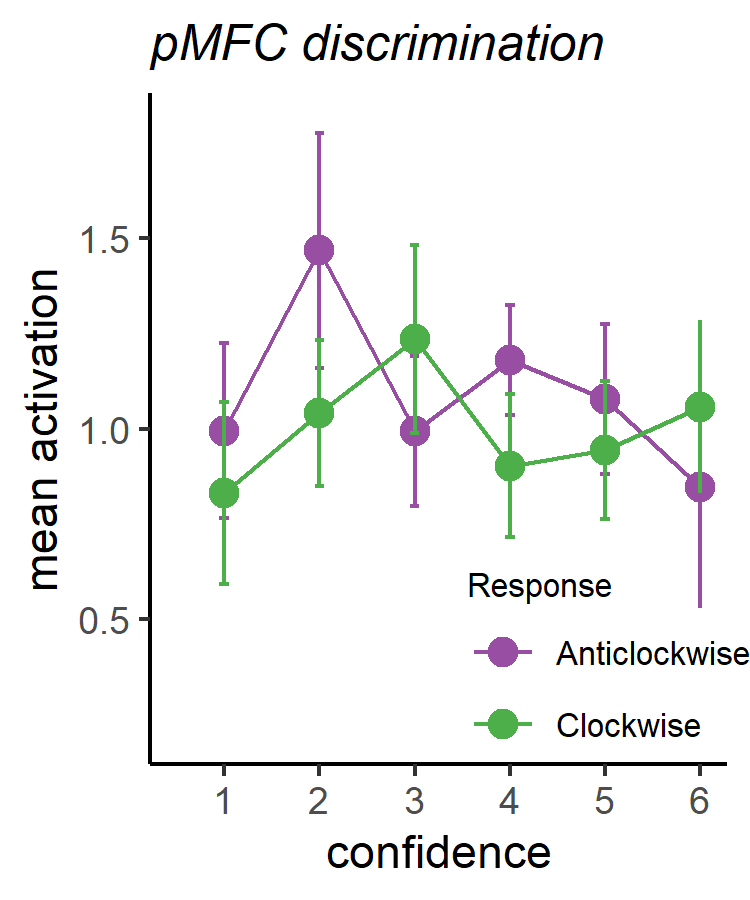 pMFC discrimination
mean activation
1.5
1.0
0.5
Response
Anticlockwise
Clockwise
1 2 3 4 5 6
confidence